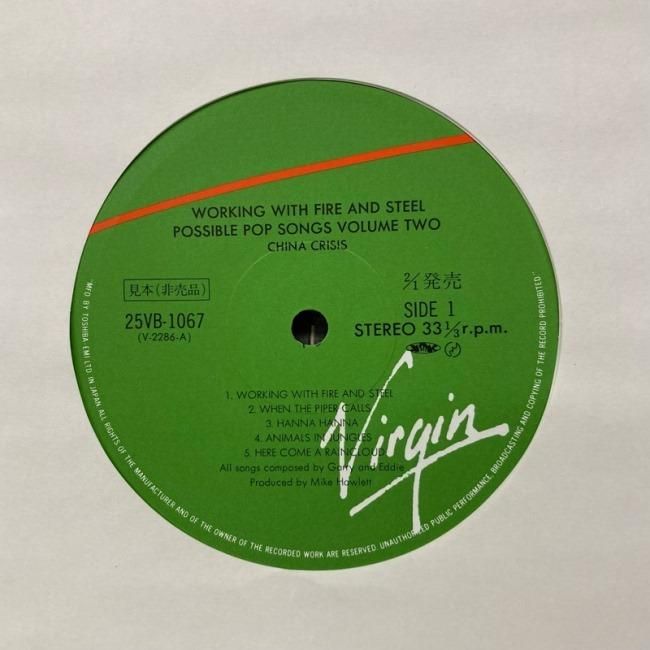 WORKING WITH FIRE AND STEEL
POSSIBLE POP SONGS VOLUME TWO
CHINA CRISIS
見本(非売品)
2/1発売
25VB-1067
(V-2286-A)
SIDE 1
STEREO 33⅓r.p.m.
1. WORKING WITH FIRE AND STEEL
2. WHEN THE PIPER CALLS
3. HANNA HANNA
4. ANIMALS IN JUNGLES
5. HERE COME A RAINCLOUD
All songs composed by Garry and Eddie
Produced by Mike Howlett
Virgin
"MFD BY TOSHIBA EMI LTD. IN JAPAN. ALL RIGHTS OF THE MANUFACTURER AND OF THE OWNER OF THE RECORDED WORK ARE RESERVED. UNAUTHORIZED PUBLIC PERFORMANCE, BROADCASTING AND COPYING OF THE RECORD PROHIBITED."